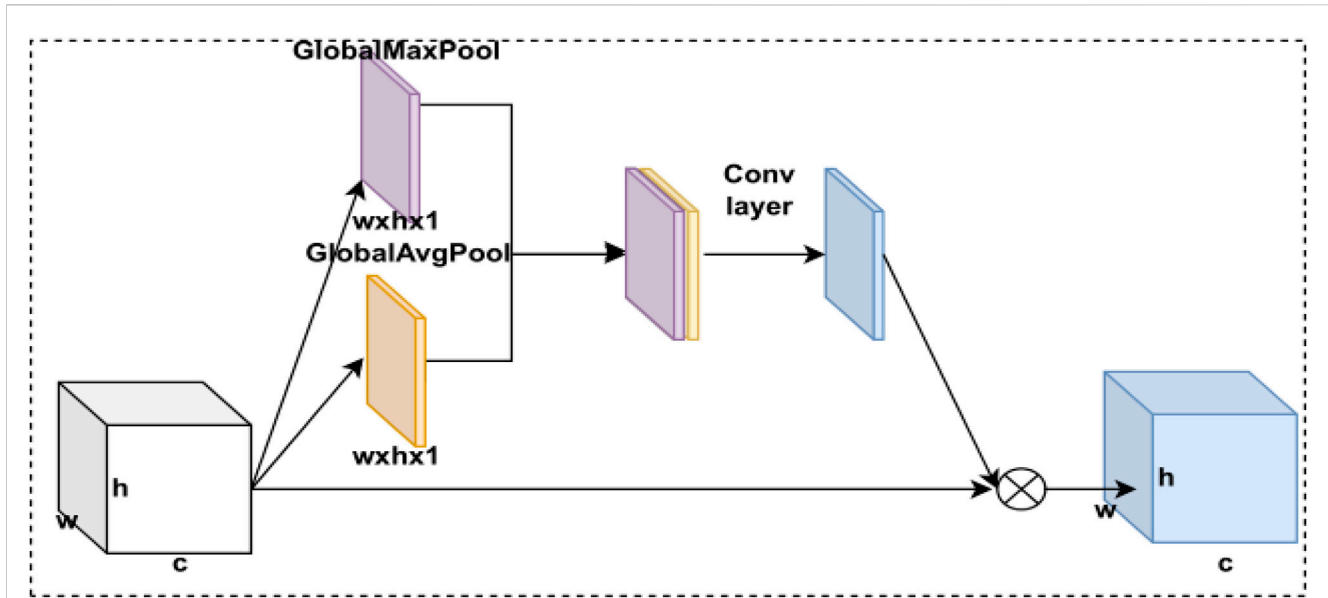 GlobalMaxPool
wxhx1
GlobalAvgPool
wxhx1
Conv
layer
h
w
c
h
w
c